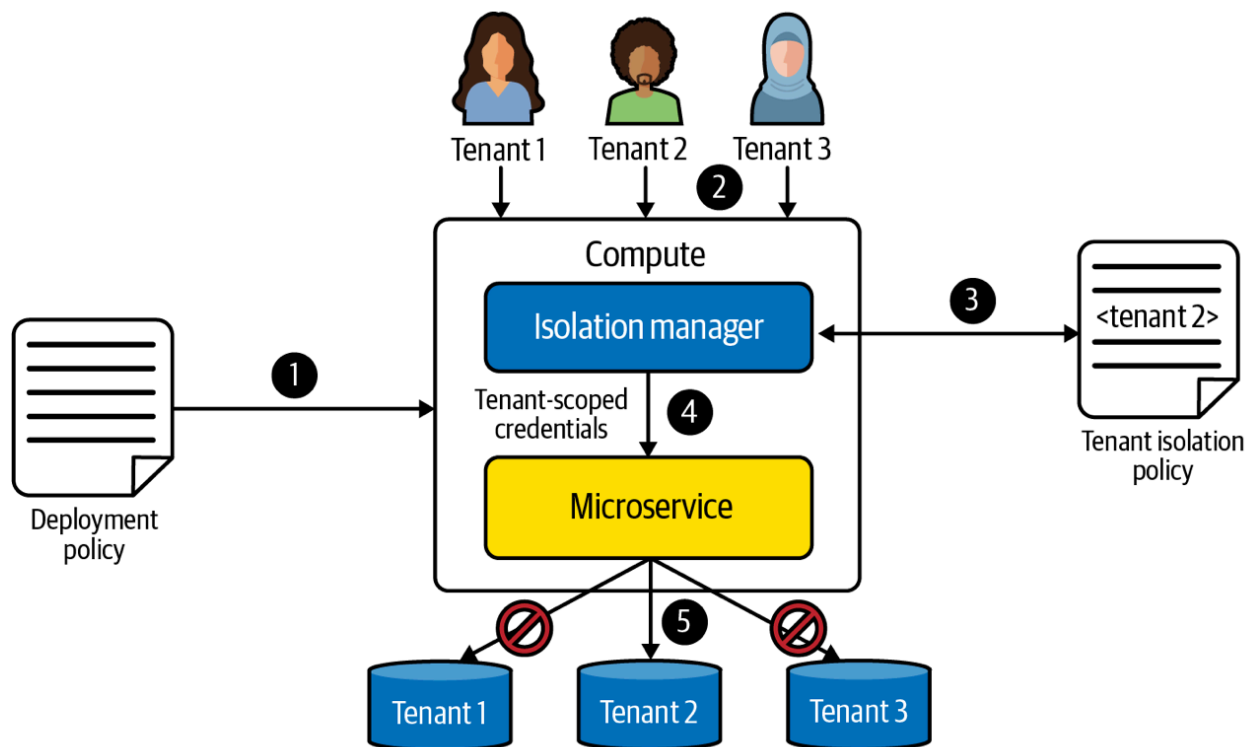 Tenant 1
Tenant 2
Tenant 3
2
Compute
Isolation manager
3
<tenant 2>
Tenant isolation
policy
1
Deployment
policy
Tenant-scoped
credentials
4
Microservice
5
Tenant 1
Tenant 2
Tenant 3